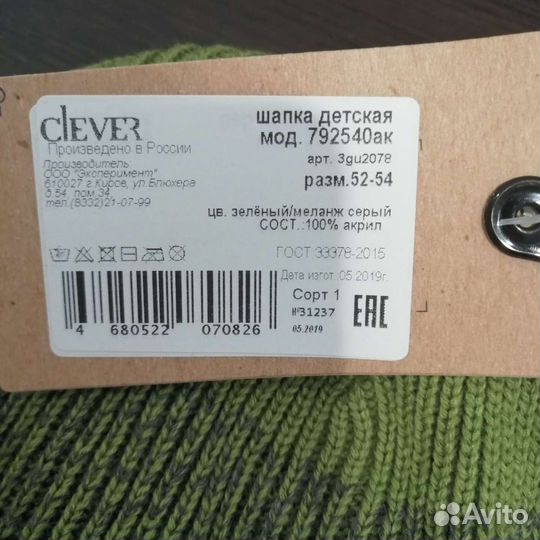 CLEVER
Произведено в России
Производитель
ООО "Эксперимент"
610027 г.Киров, ул.Блюхера
д.54 пом.34
тел.(8332)21-07-99
шапка детская
мод. 792540ак
арт. 3gu2078
разм.52-54
цв. зелёный/меланж серый
СОСТ.:100% акрил
ГОСТ 33378-2015
Дата изгот.05.2019г.
Сорт 1
№31237
05.2019
ЕАС
4 680522 070826
Avito